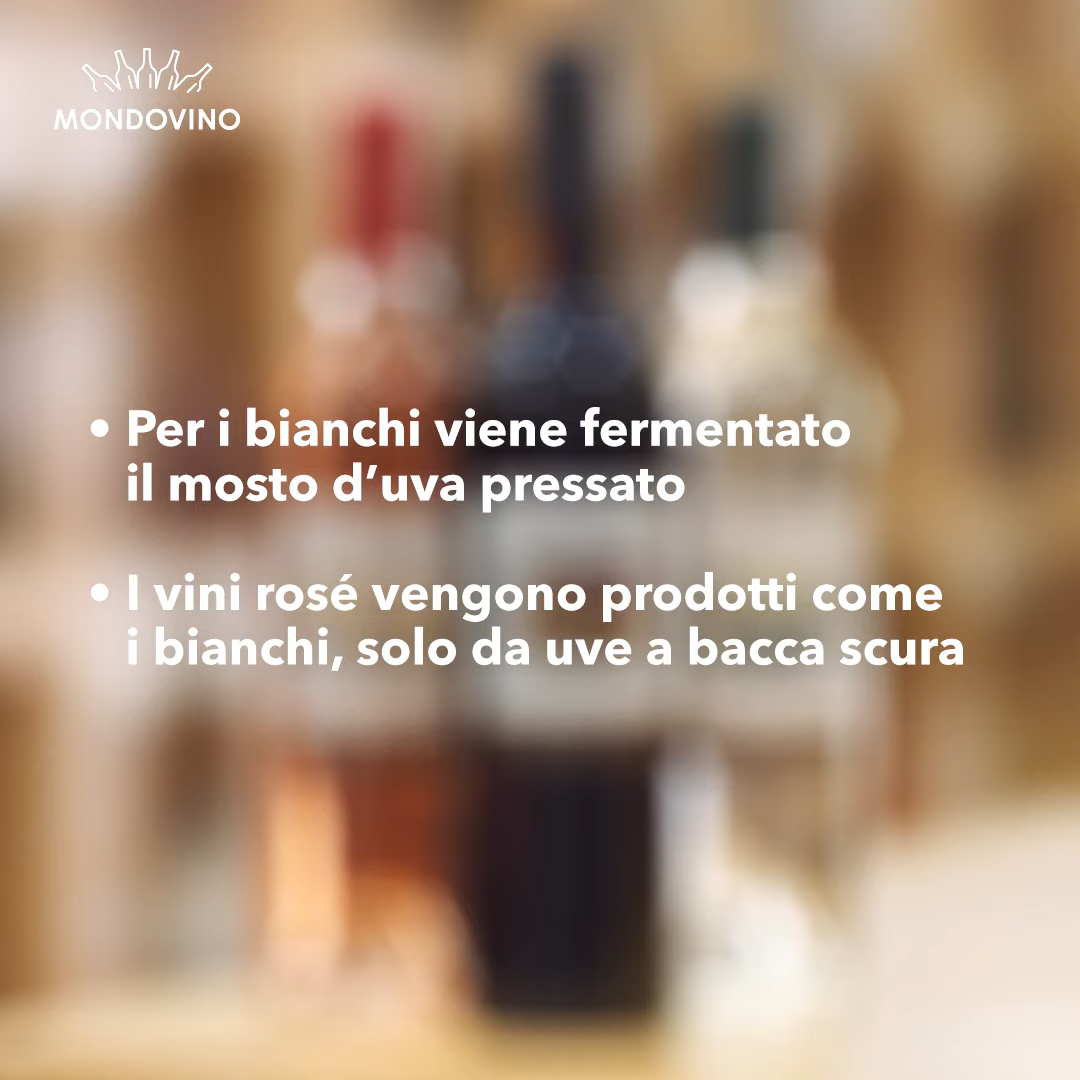 MONDOVINO
• Per i bianchi viene fermentato
il mosto d’uva pressato
• I vini rosé vengono prodotti come
i bianchi, solo da uve a bacca scura